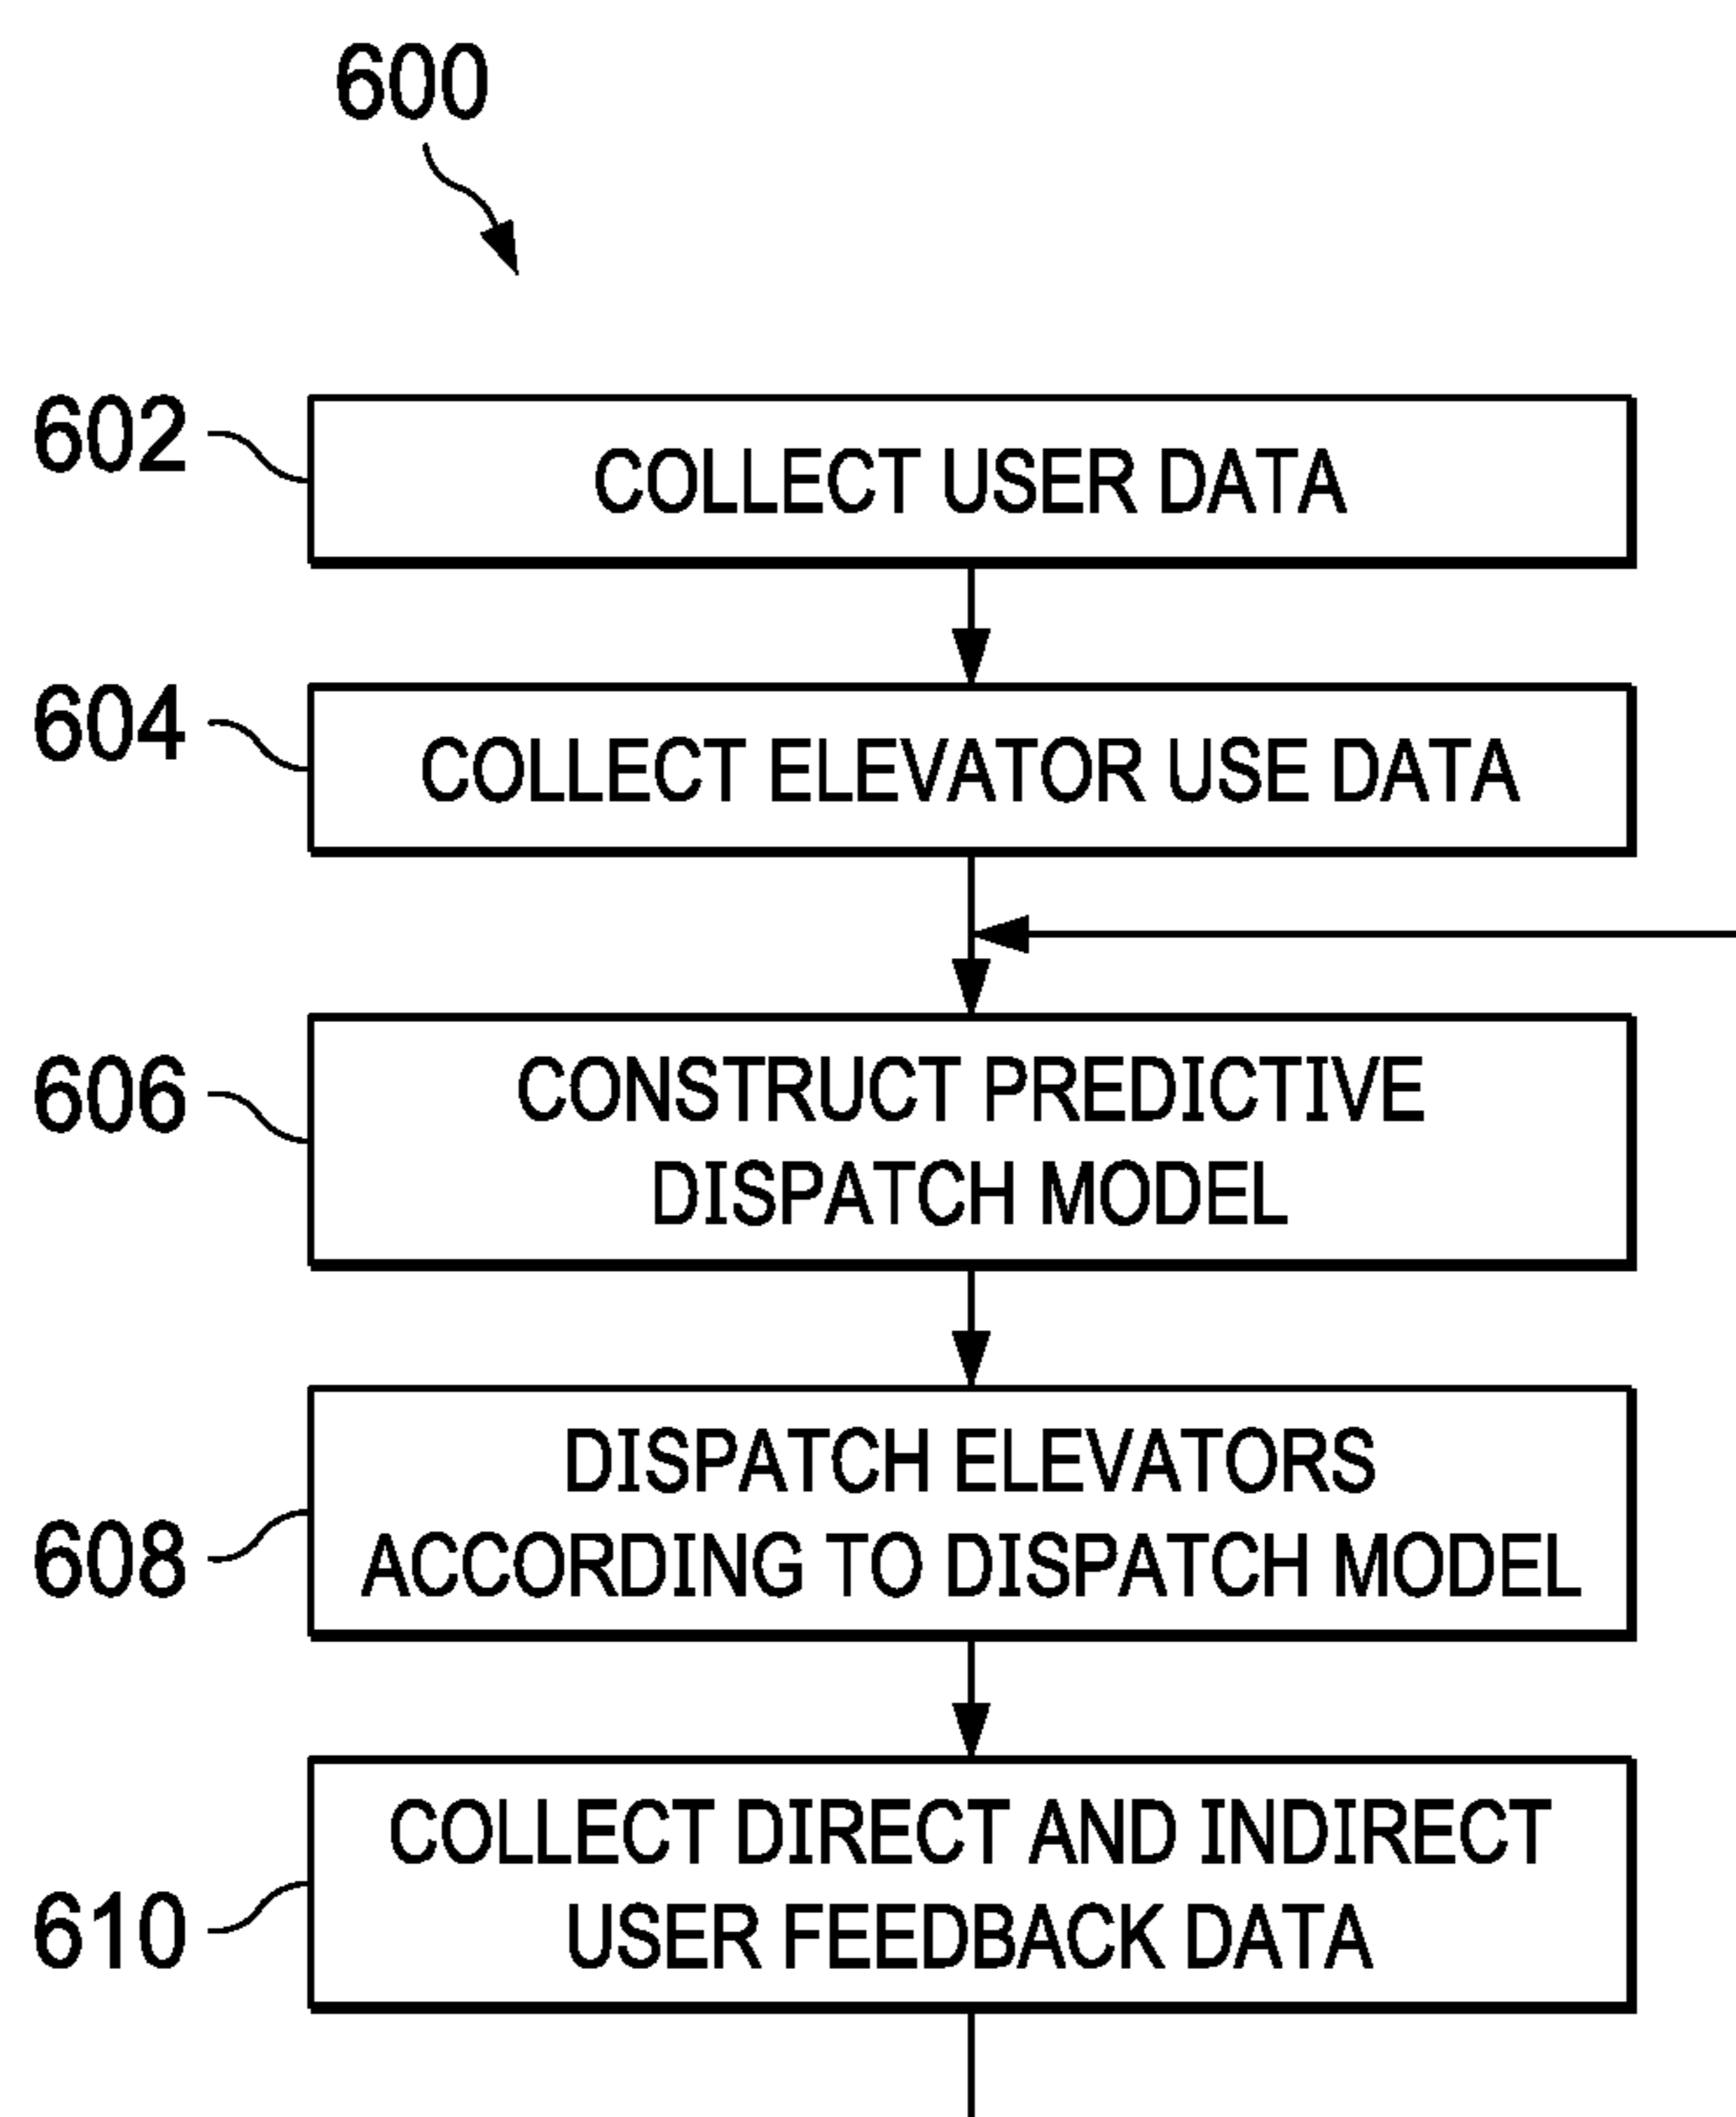 600
602
COLLECT USER DATA
604
COLLECT ELEVATOR USE DATA
606
CONSTRUCT PREDICTIVE
DISPATCH MODEL
608
DISPATCH ELEVATORS
ACCORDING TO DISPATCH MODEL
610
COLLECT DIRECT AND INDIRECT
USER FEEDBACK DATA